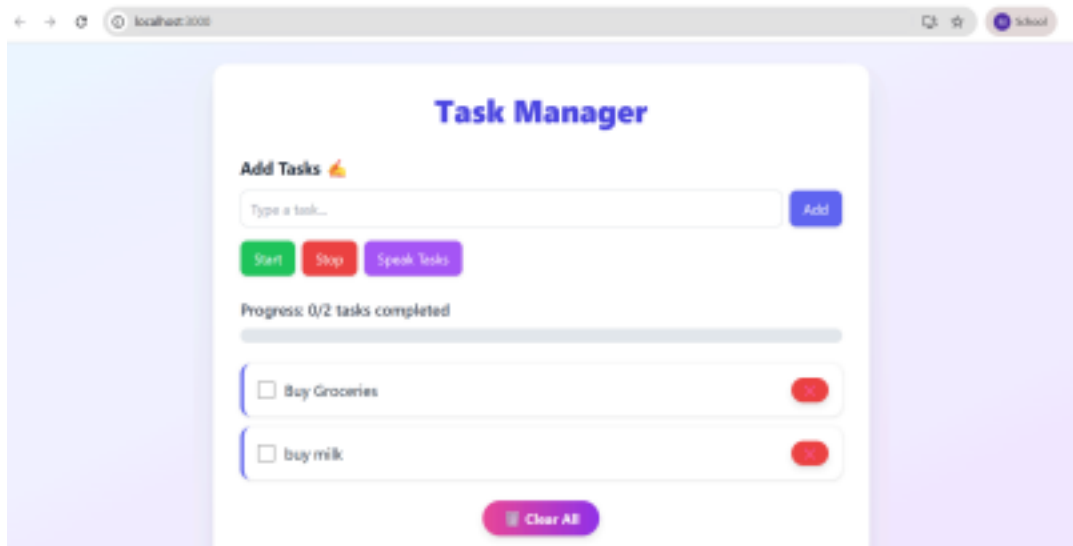 localhost:3000
School
Task Manager
Add Tasks ✍
Type a task...
Add
Start Stop Speak Tasks
Progress: 0/2 tasks completed
Buy Groceries
buy milk
Clear All